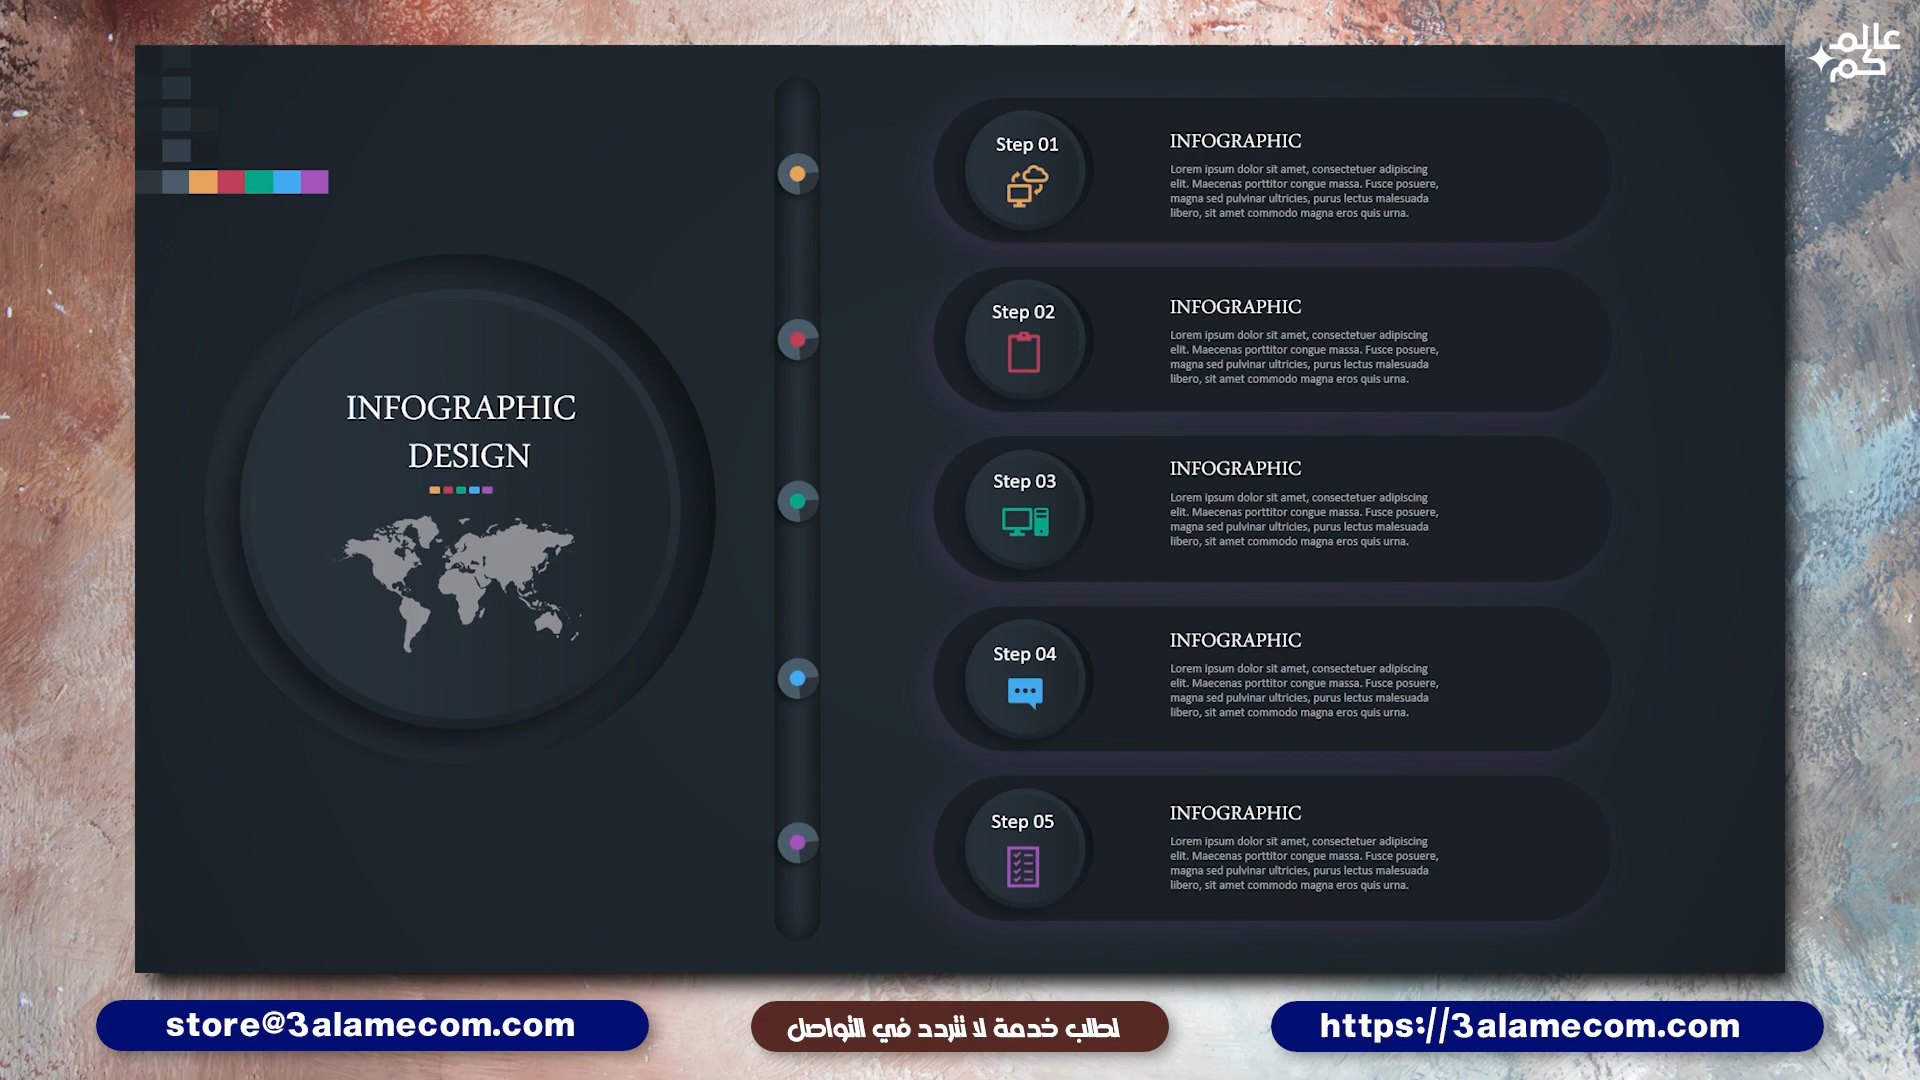 عالم
كم
INFOGRAPHIC
DESIGN
Step 01
INFOGRAPHIC
Lorem ipsum dolor sit amet, consectetuer adipiscing
elit. Maecenas porttitor congue massa. Fusce posuere,
magna sed pulvinar ultricies, purus lectus malesuada
libero, sit amet commodo magna eros quis urna.
Step 02
INFOGRAPHIC
Lorem ipsum dolor sit amet, consectetuer adipiscing
elit. Maecenas porttitor congue massa. Fusce posuere,
magna sed pulvinar ultricies, purus lectus malesuada
libero, sit amet commodo magna eros quis urna.
Step 03
INFOGRAPHIC
Lorem ipsum dolor sit amet, consectetuer adipiscing
elit. Maecenas porttitor congue massa. Fusce posuere,
magna sed pulvinar ultricies, purus lectus malesuada
libero, sit amet commodo magna eros quis urna.
Step 04
INFOGRAPHIC
Lorem ipsum dolor sit amet, consectetuer adipiscing
elit. Maecenas porttitor congue massa. Fusce posuere,
magna sed pulvinar ultricies, purus lectus malesuada
libero, sit amet commodo magna eros quis urna.
Step 05
INFOGRAPHIC
Lorem ipsum dolor sit amet, consectetuer adipiscing
elit. Maecenas porttitor congue massa. Fusce posuere,
magna sed pulvinar ultricies, purus lectus malesuada
libero, sit amet commodo magna eros quis urna.
store@3alamecom.com
لطلب خدمة لا تتردد في التواصل
https://3alamecom.com